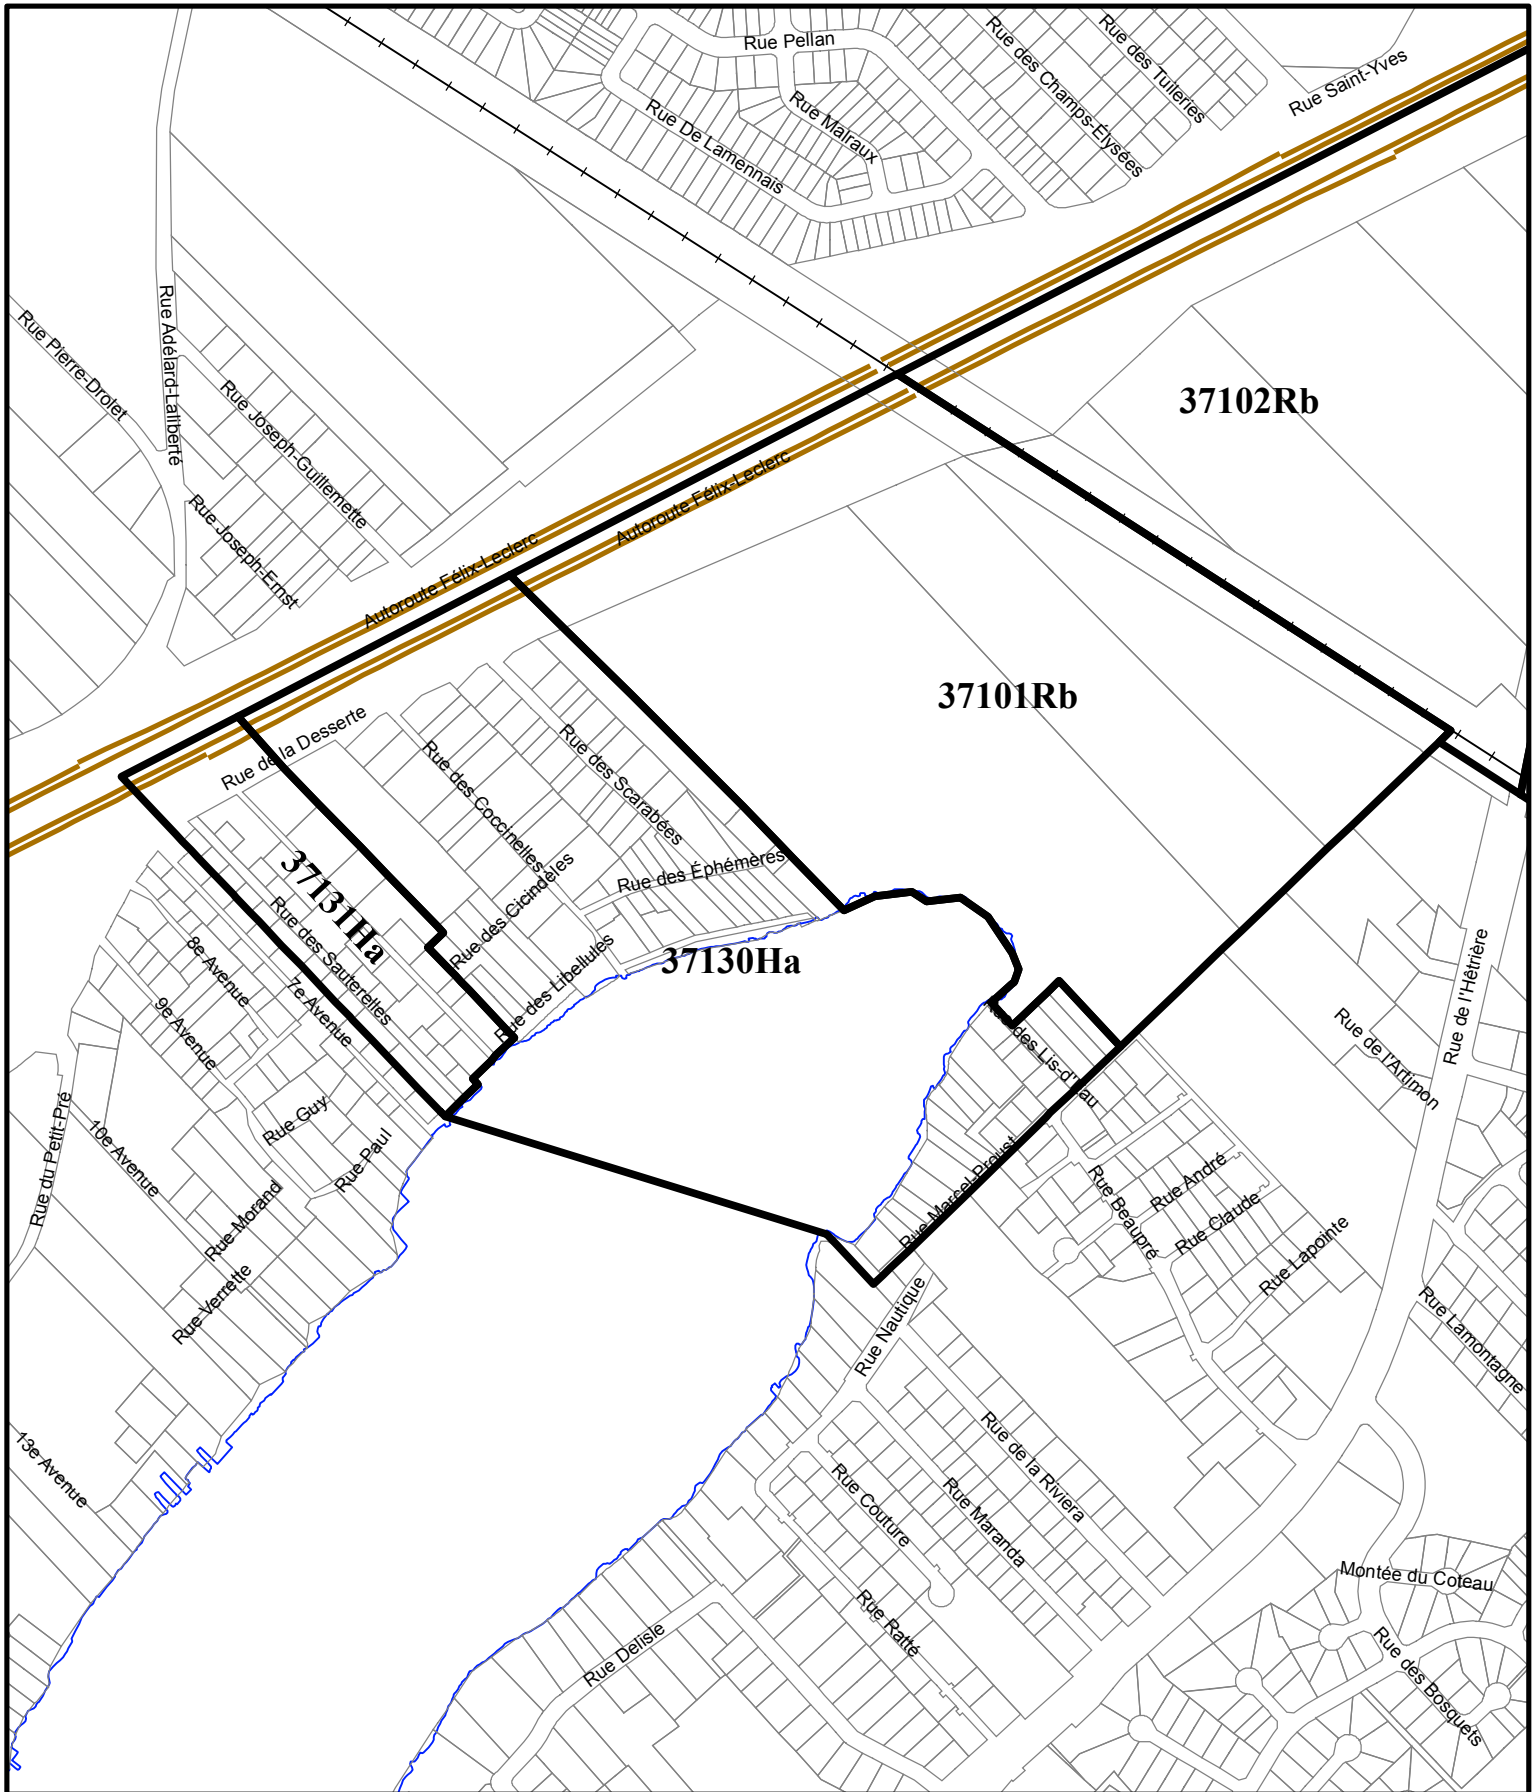 Rue Pellan
Rue des Champs-Élysées
Rue des Tuileries
Rue Saint-Yves
Rue De Lamennais
Rue Malraux
Rue Pierre-Drolet
Rue Adélard-Laliberté
Rue Joseph-Guillemette
Rue Joseph-Ernst
37102Rb
Autoroute Félix-Leclerc
Autoroute Félix-Leclerc
37101Rb
Rue de la Desserte
Rue des Coccinelles
Rue des Scarabées
Rue des Éphémères
Rue des Cicindèles
Rue des Libellules
37131Ha
Rue des Sauterelles
37130Ha
7e Avenue
8e Avenue
9e Avenue
10e Avenue
Rue du Petit-Pré
Rue Guy
Rue Paul
Rue Morand
Rue Verrette
13e Avenue
Rue des Lis-d'Eau
Rue Marcel-Proust
Rue Beaupré
Rue André
Rue Claude
Rue Lapointe
Rue de l'Artimon
Rue de l'Hêtrière
Rue Lamontagne
Rue Nautique
Rue de la Riviera
Rue Maranda
Rue Couture
Rue Ratté
Rue Delisle
Montée du Coteau
Rue des Bosquets